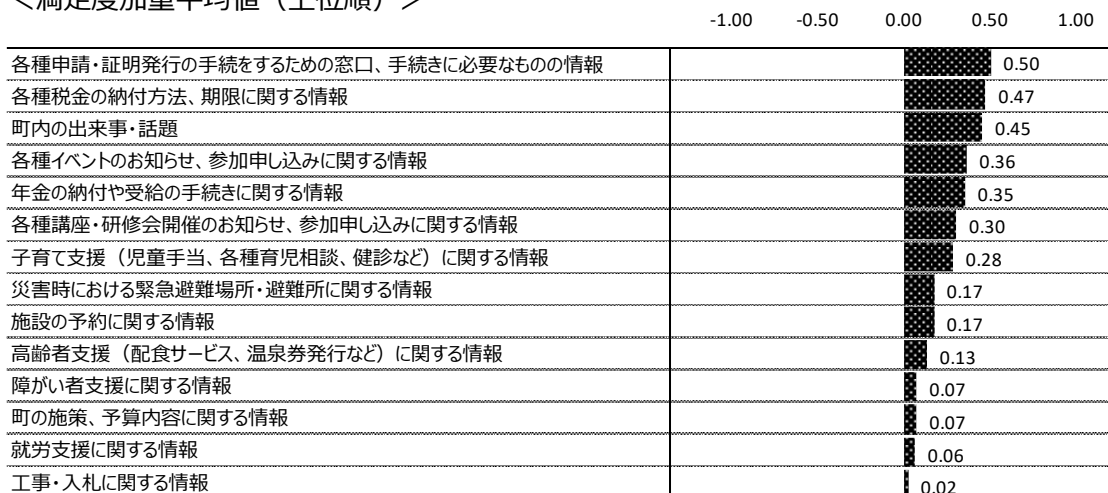 ＜満足度加重平均値（上位順）＞
-1.00 -0.50 0.00 0.50 1.00
各種申請・証明発行の手続をするための窓口、手続きに必要なものの情報 0.50
各種税金の納付方法、期限に関する情報 0.47
町内の出来事・話題 0.45
各種イベントのお知らせ、参加申し込みに関する情報 0.36
年金の納付や受給の手続きに関する情報 0.35
各種講座・研修会開催のお知らせ、参加申し込みに関する情報 0.30
子育て支援（児童手当、各種育児相談、健診など）に関する情報 0.28
災害時における緊急避難場所・避難所に関する情報 0.17
施設の予約に関する情報 0.17
高齢者支援（配食サービス、温泉券発行など）に関する情報 0.13
障がい者支援に関する情報 0.07
町の施策、予算内容に関する情報 0.07
就労支援に関する情報 0.06
工事・入札に関する情報 0.02